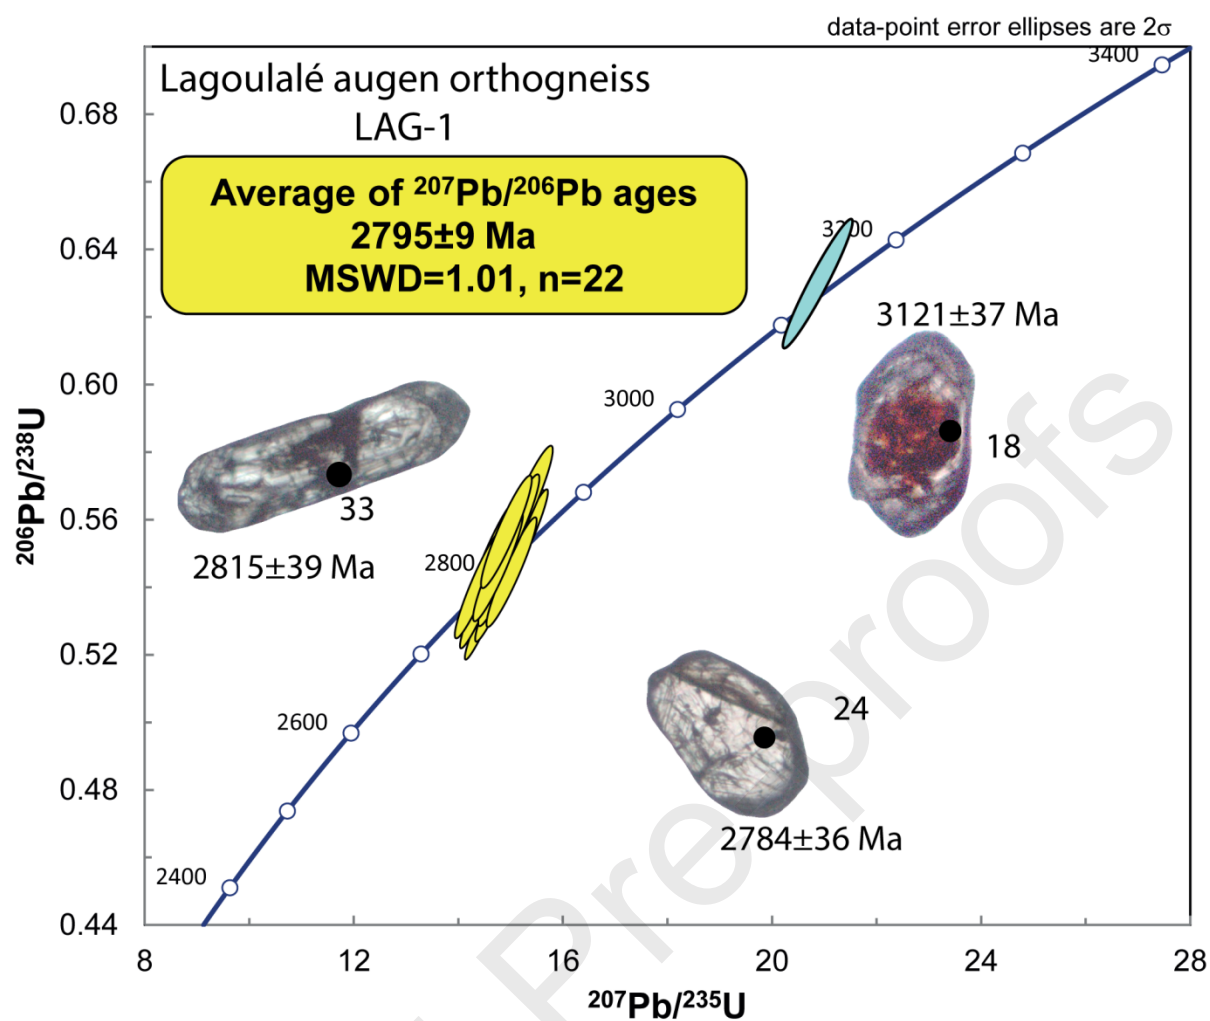 data-point error ellipses are 2σ
Lagoulalé augen orthogneiss
LAG-1
Average of ²⁰⁷Pb/²⁰⁶Pb ages
2795±9 Ma
MSWD=1.01, n=22
3400
3200
3121±37 Ma
18
3000
33
2815±39 Ma
2800
24
2784±36 Ma
2600
2400
0.68
0.64
0.60
0.56
0.52
0.48
0.44
²⁰⁶Pb/²³⁸U
8 12 16 20 24 28
²⁰⁷Pb/²³⁵U
Pre-proofs